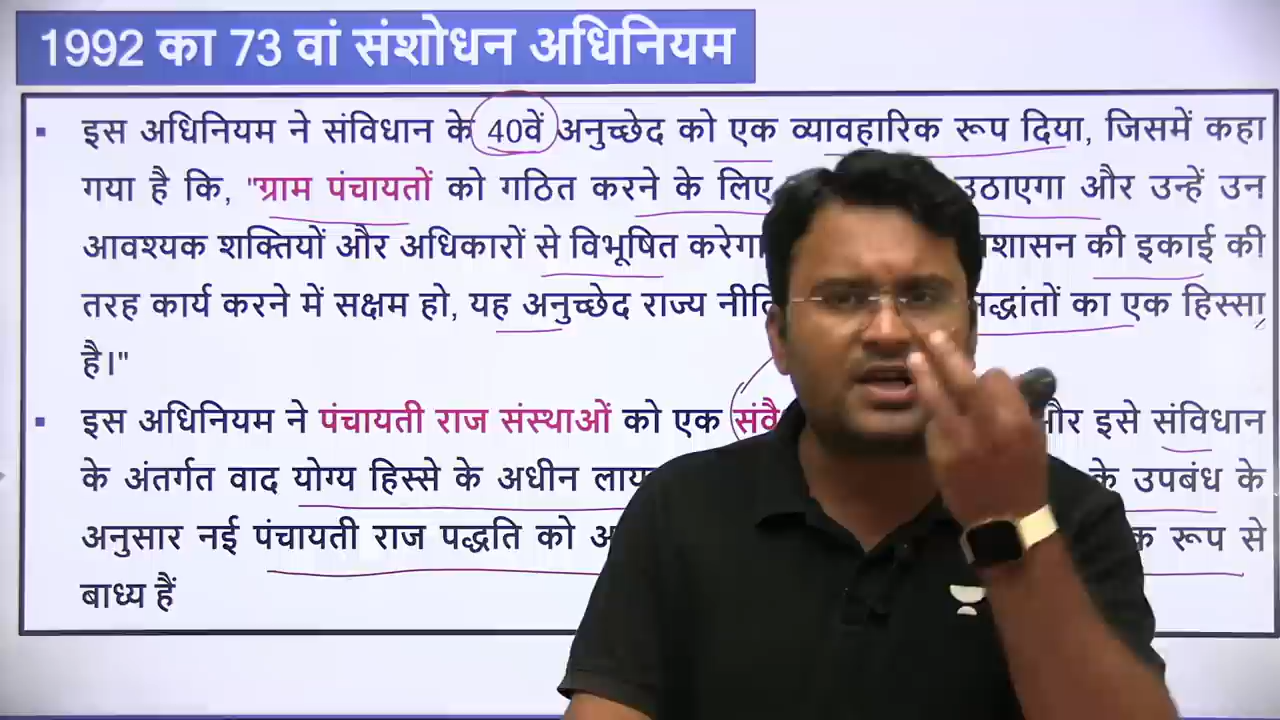 1992 का 73 वां संशोधन अधिनियम
▪ इस अधिनियम ने संविधान के 40वें अनुच्छेद को एक व्यावहारिक रूप दिया, जिसमें कहा
गया है कि, "ग्राम पंचायतों को गठित करने के लिए उठाएगा और उन्हें उन
आवश्यक शक्तियों और अधिकारों से विभूषित करेगा की इकाई की
तरह कार्य करने में सक्षम हो, यह अनुच्छेद राज्य का एक हिस्सा
है।"
▪ इस अधिनियम ने पंचायती राज संस्थाओं को एक और इसे संविधान
के अंतर्गत वाद योग्य हिस्से के अधीन के उपबंध के
अनुसार नई पंचायती राज पद्धति को रूप से
बाध्य हैं